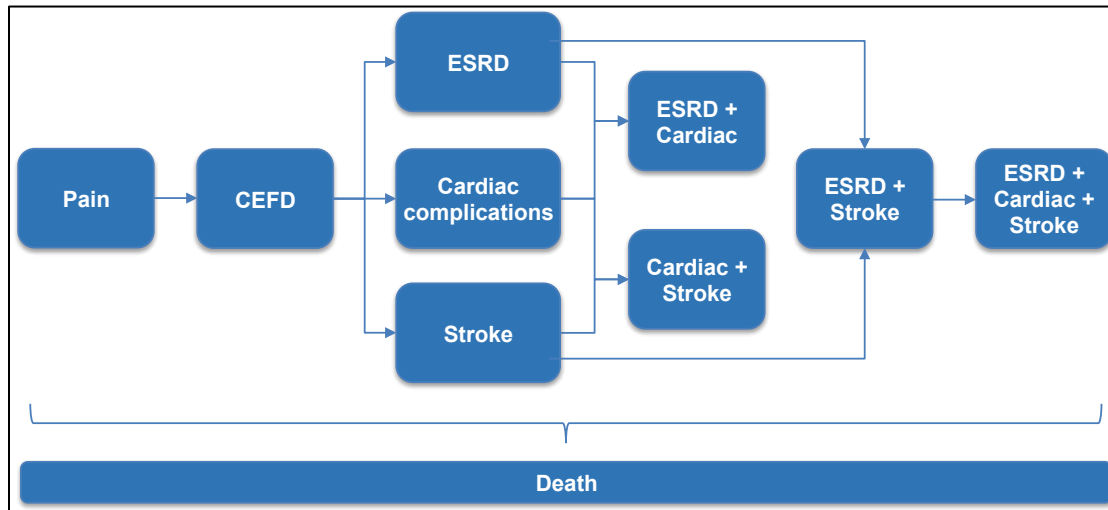 Pain
CEFD
ESRD
Cardiac
complications
Stroke
ESRD +
Cardiac
Cardiac +
Stroke
ESRD +
Stroke
ESRD +
Cardiac +
Stroke
Death